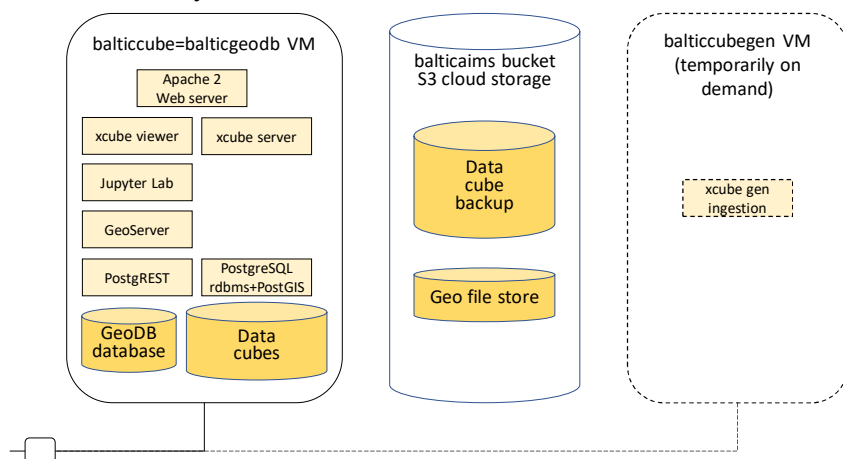 balticcube=balticgeodb VM
Apache 2
Web server
xcube viewer
xcube server
Jupyter Lab
GeoServer
PostgREST
PostgreSQL
rdbms+PostGIS
GeoDB
database
Data
cubes
balticaims bucket
S3 cloud storage
Data
cube
backup
Geo file store
balticcubegen VM
(temporarily on
demand)
xcube gen
ingestion